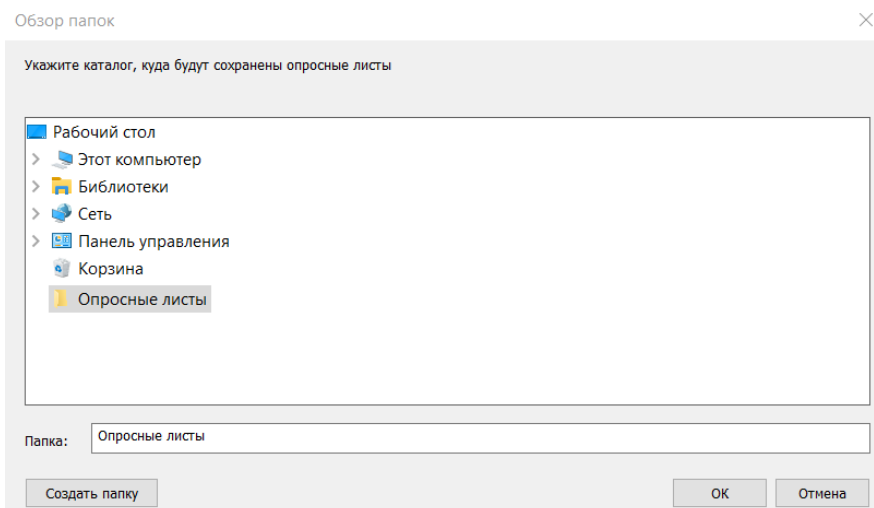 Обзор папок
Укажите каталог, куда будут сохранены опросные листы
Рабочий стол
Этот компьютер
Библиотеки
Сеть
Панель управления
Корзина
Опросные листы
Папка: Опросные листы
Создать папку ОК Отмена